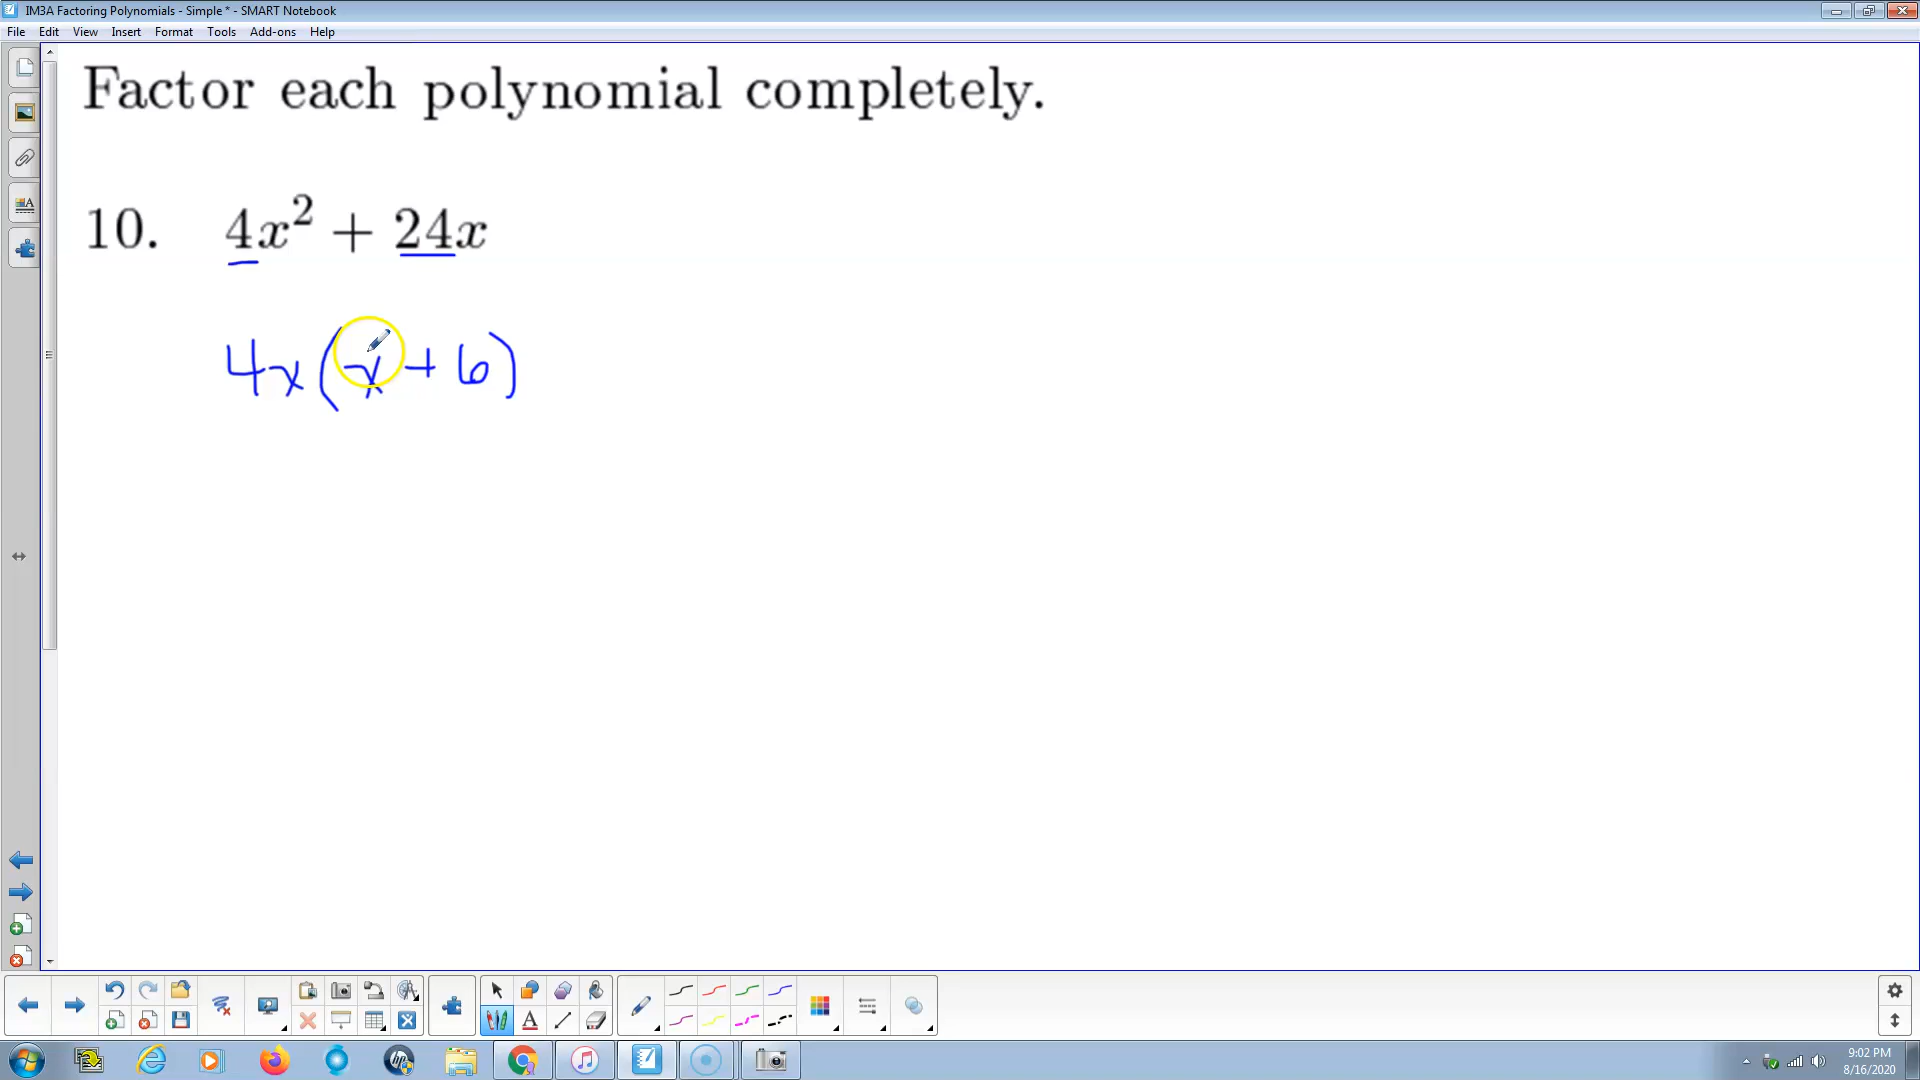 IM3A Factoring Polynomials - Simple * - SMART Notebook
File Edit View Insert Format Tools Add-ons Help
Factor each polynomial completely.
10. 4x² + 24x
4x(x + 6)
9:02 PM
8/16/2020